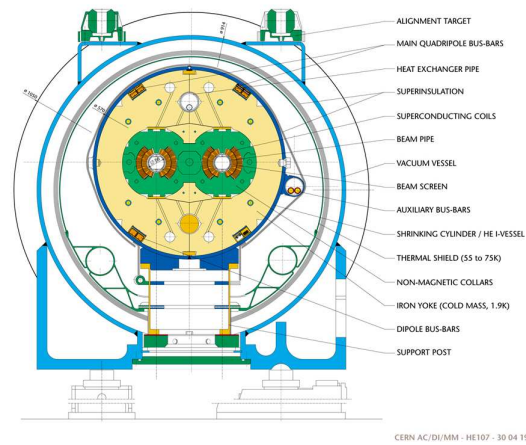 ALIGNMENT TARGET
MAIN QUADRIPOLE BUS-BARS
HEAT EXCHANGER PIPE
SUPERINSULATION
SUPERCONDUCTING COILS
BEAM PIPE
VACUUM VESSEL
BEAM SCREEN
AUXILIARY BUS-BARS
SHRINKING CYLINDER / HE I-VESSEL
THERMAL SHIELD (55 to 75K)
NON-MAGNETIC COLLARS
IRON YOKE (COLD MASS, 1.9K)
DIPOLE BUS-BARS
SUPPORT POST
CERN AC/DI/MM - HE107 - 30 04